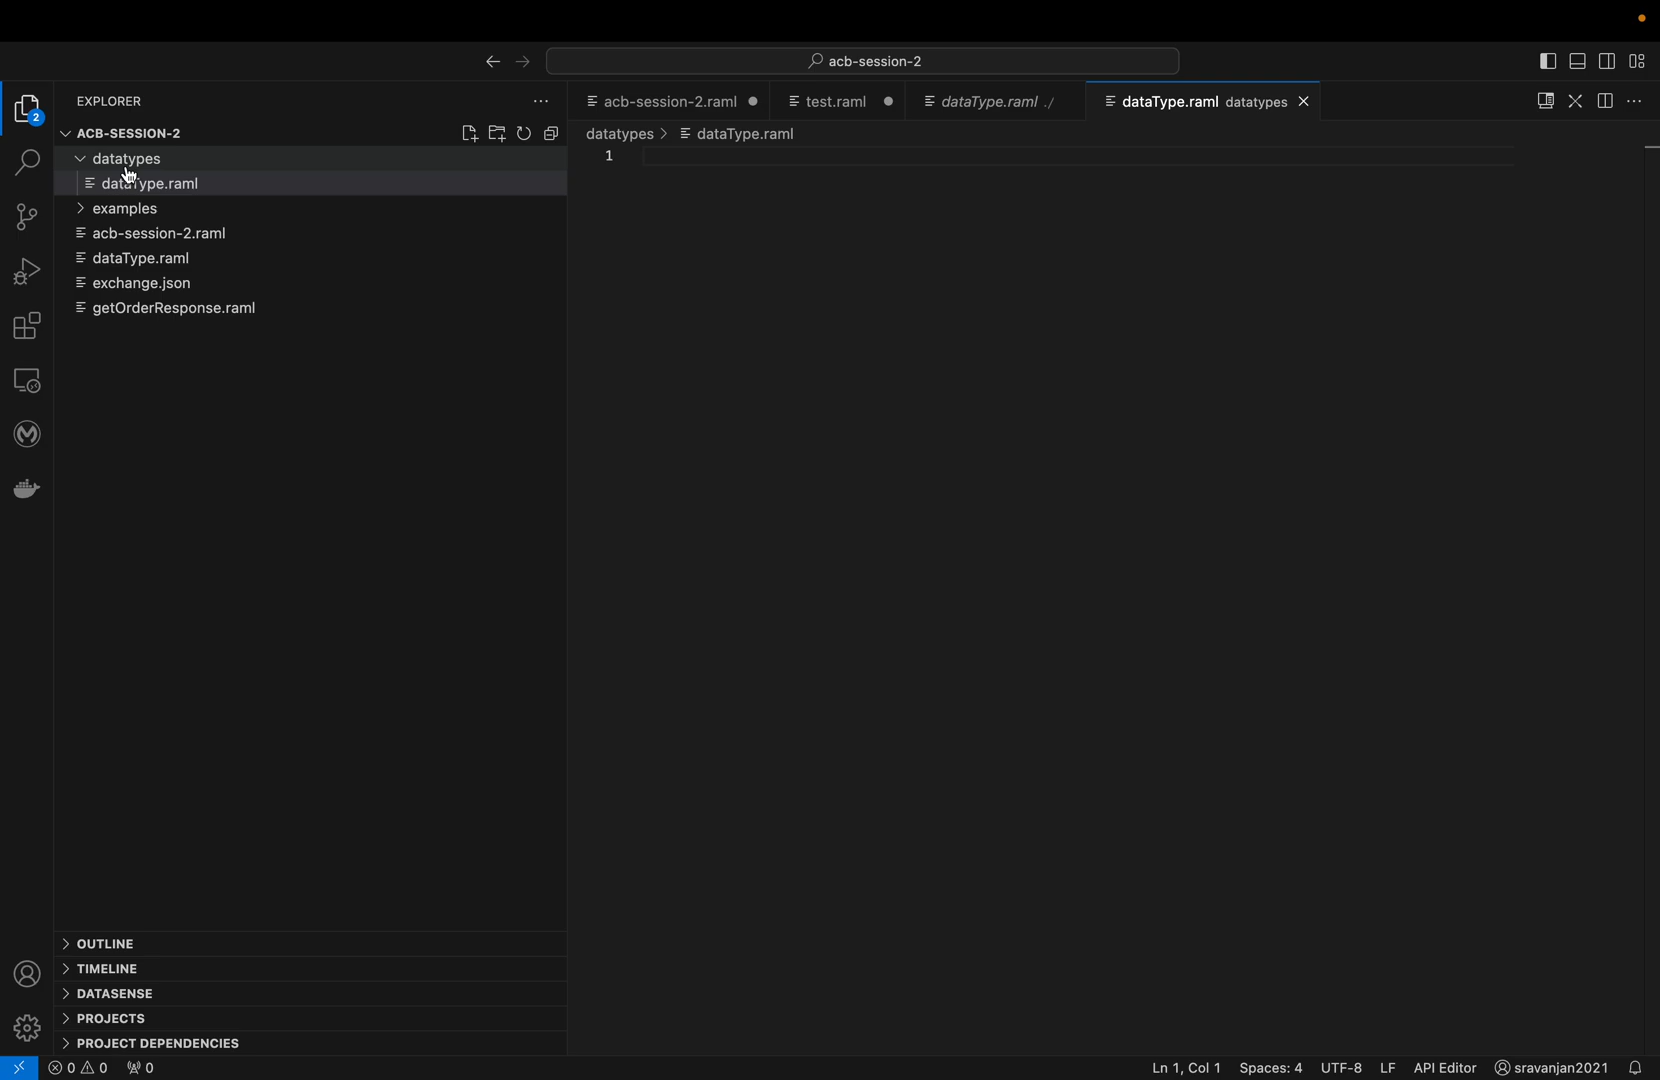 acb-session-2
2
EXPLORER
acb-session-2.raml
test.raml
dataType.raml ./
dataType.raml datatypes
ACB-SESSION-2
datatypes > dataType.raml
datatypes
1
dataType.raml
examples
acb-session-2.raml
dataType.raml
exchange.json
getOrderResponse.raml
OUTLINE
TIMELINE
DATASENSE
PROJECTS
PROJECT DEPENDENCIES
0 0 0 Ln 1, Col 1 Spaces: 4 UTF-8 LF API Editor sravanjan2021